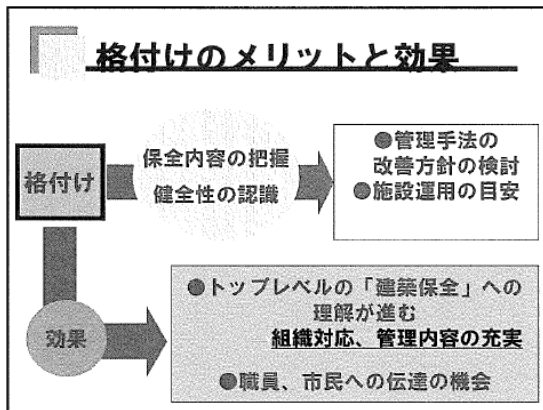 格付けのメリットと効果
格付け
保全内容の把握
健全性の認識
●管理手法の
改善方針の検討
●施設運用の目安
効果
●トップレベルの「建築保全」への
理解が進む
組織対応、管理内容の充実
●職員、市民への伝達の機会